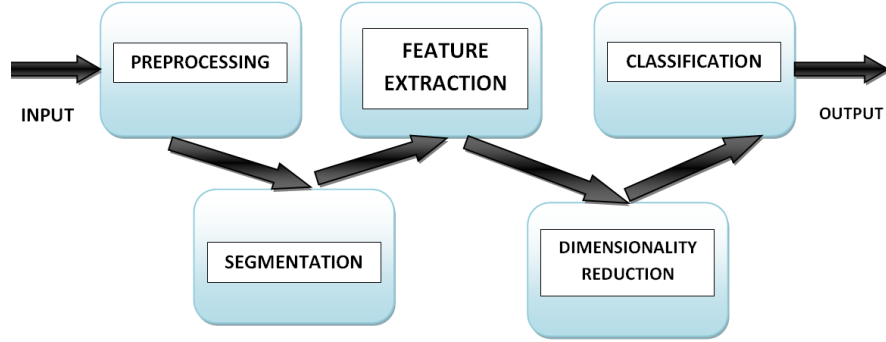 INPUT
PREPROCESSING
SEGMENTATION
FEATURE
EXTRACTION
DIMENSIONALITY
REDUCTION
CLASSIFICATION
OUTPUT